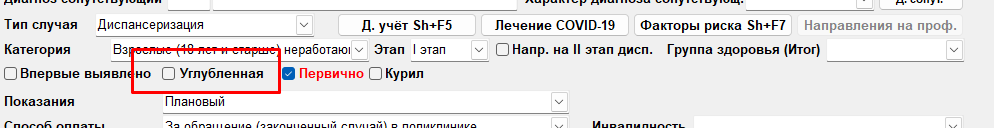 Диагноз сопутствующий Характер диагноза сопутствующ. Д. сопут.
Тип случая Диспансеризация Д. учёт Sh+F5 Лечение COVID-19 Факторы риска Sh+F7 Направления на проф.
Категория Взрослые (18 лет и старше) неработаю Этап I этап Напр. на II этап дисп. Группа здоровья (Итог)
Впервые выявлено Углубленная Первично Курил
Показания Плановый
Способ оплаты За обращение (законченный случай) в поликлинике Инвалидность